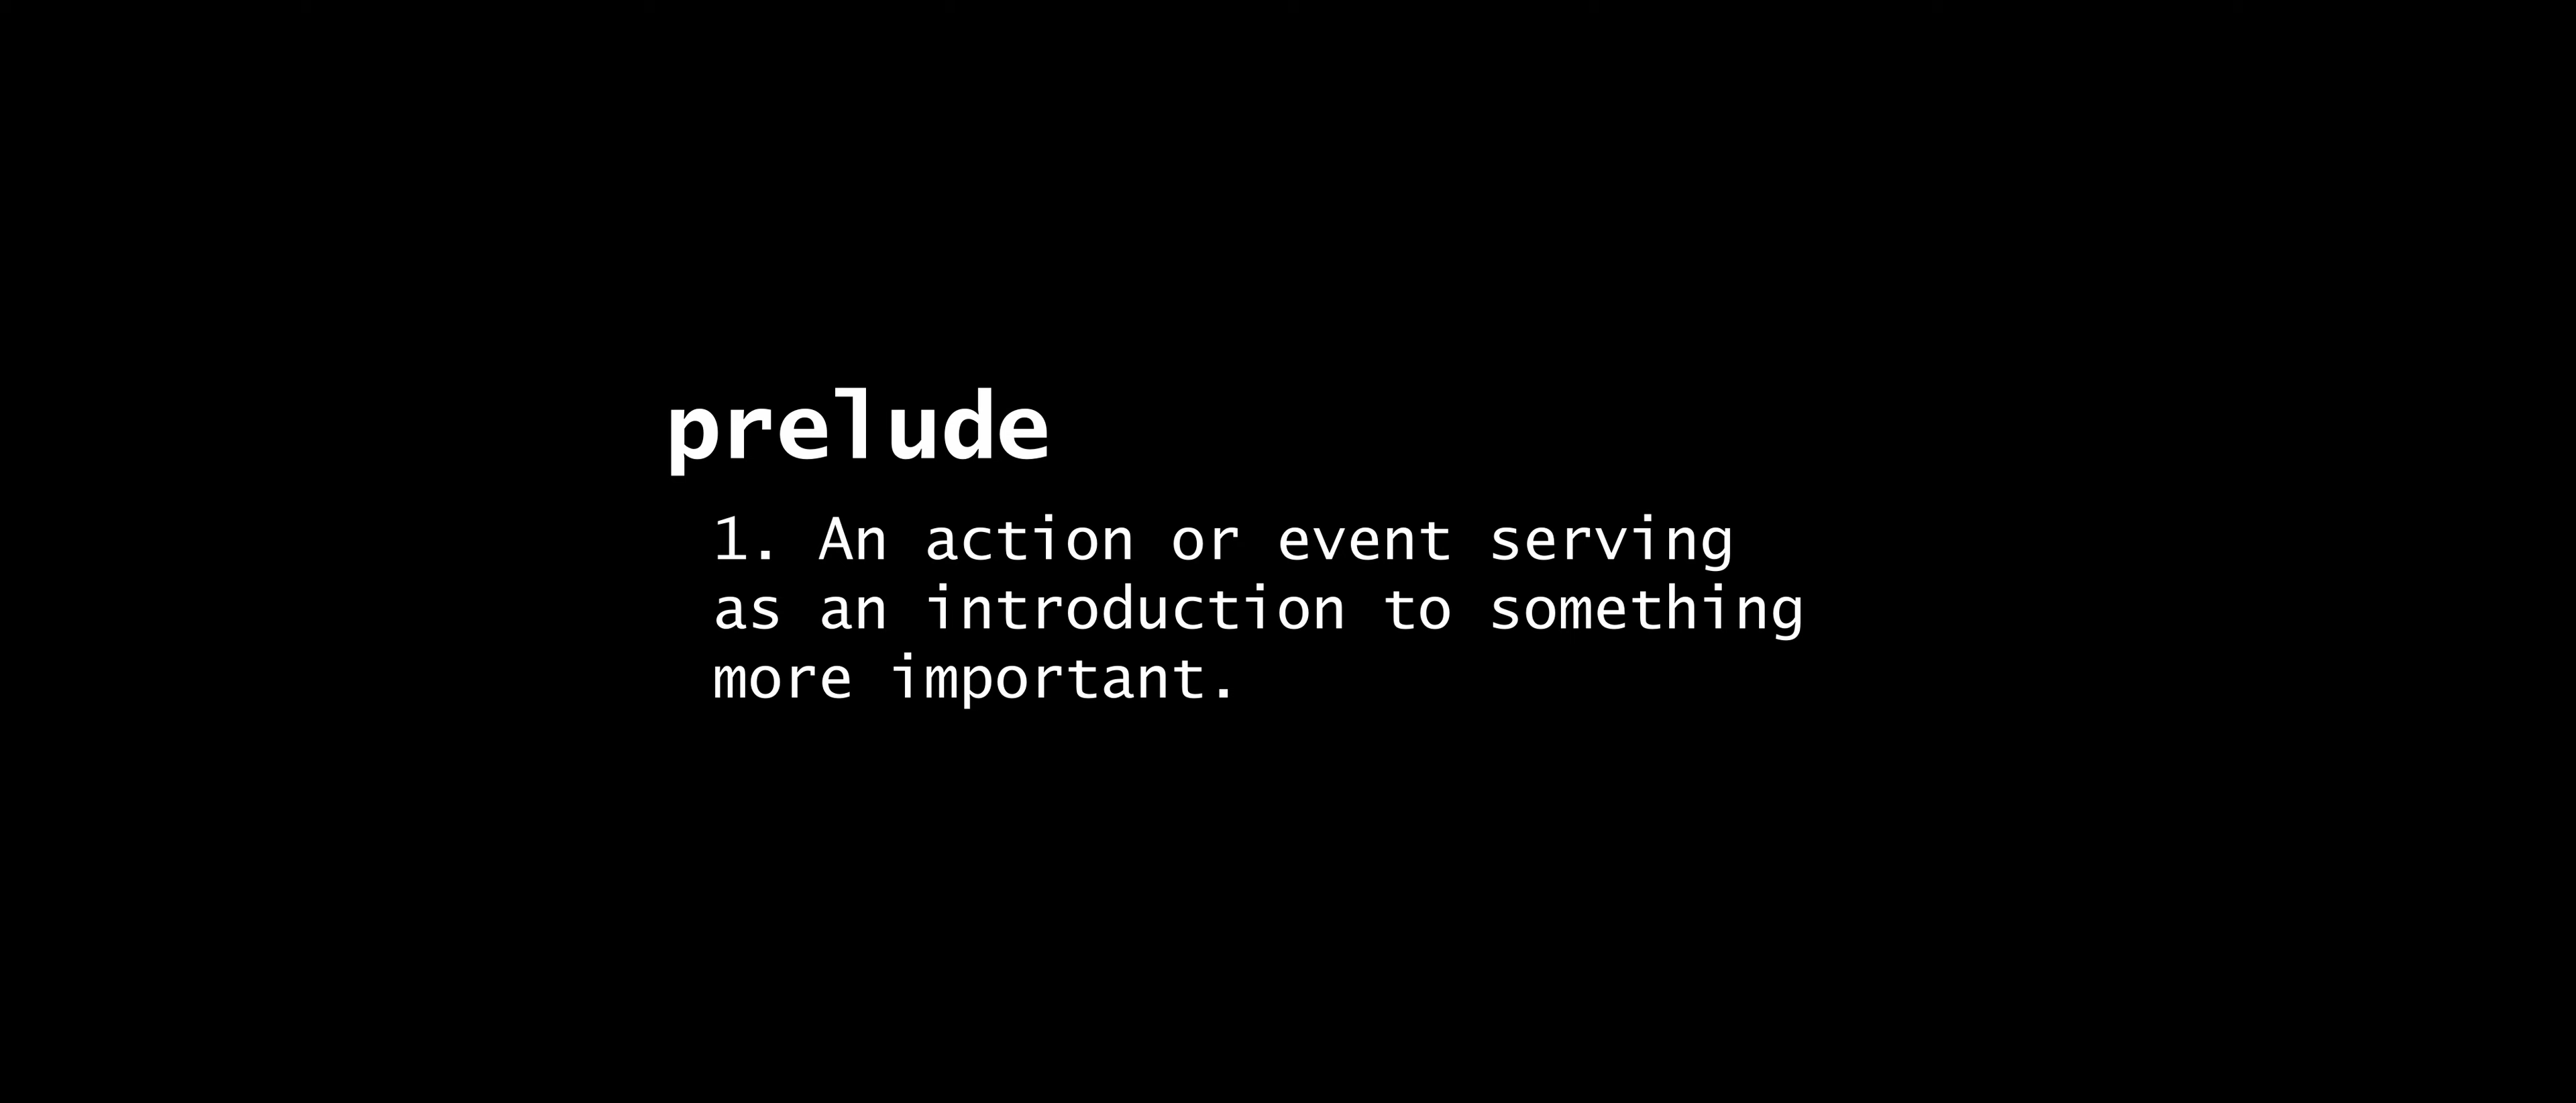 prelude
1. An action or event serving
as an introduction to something
more important.